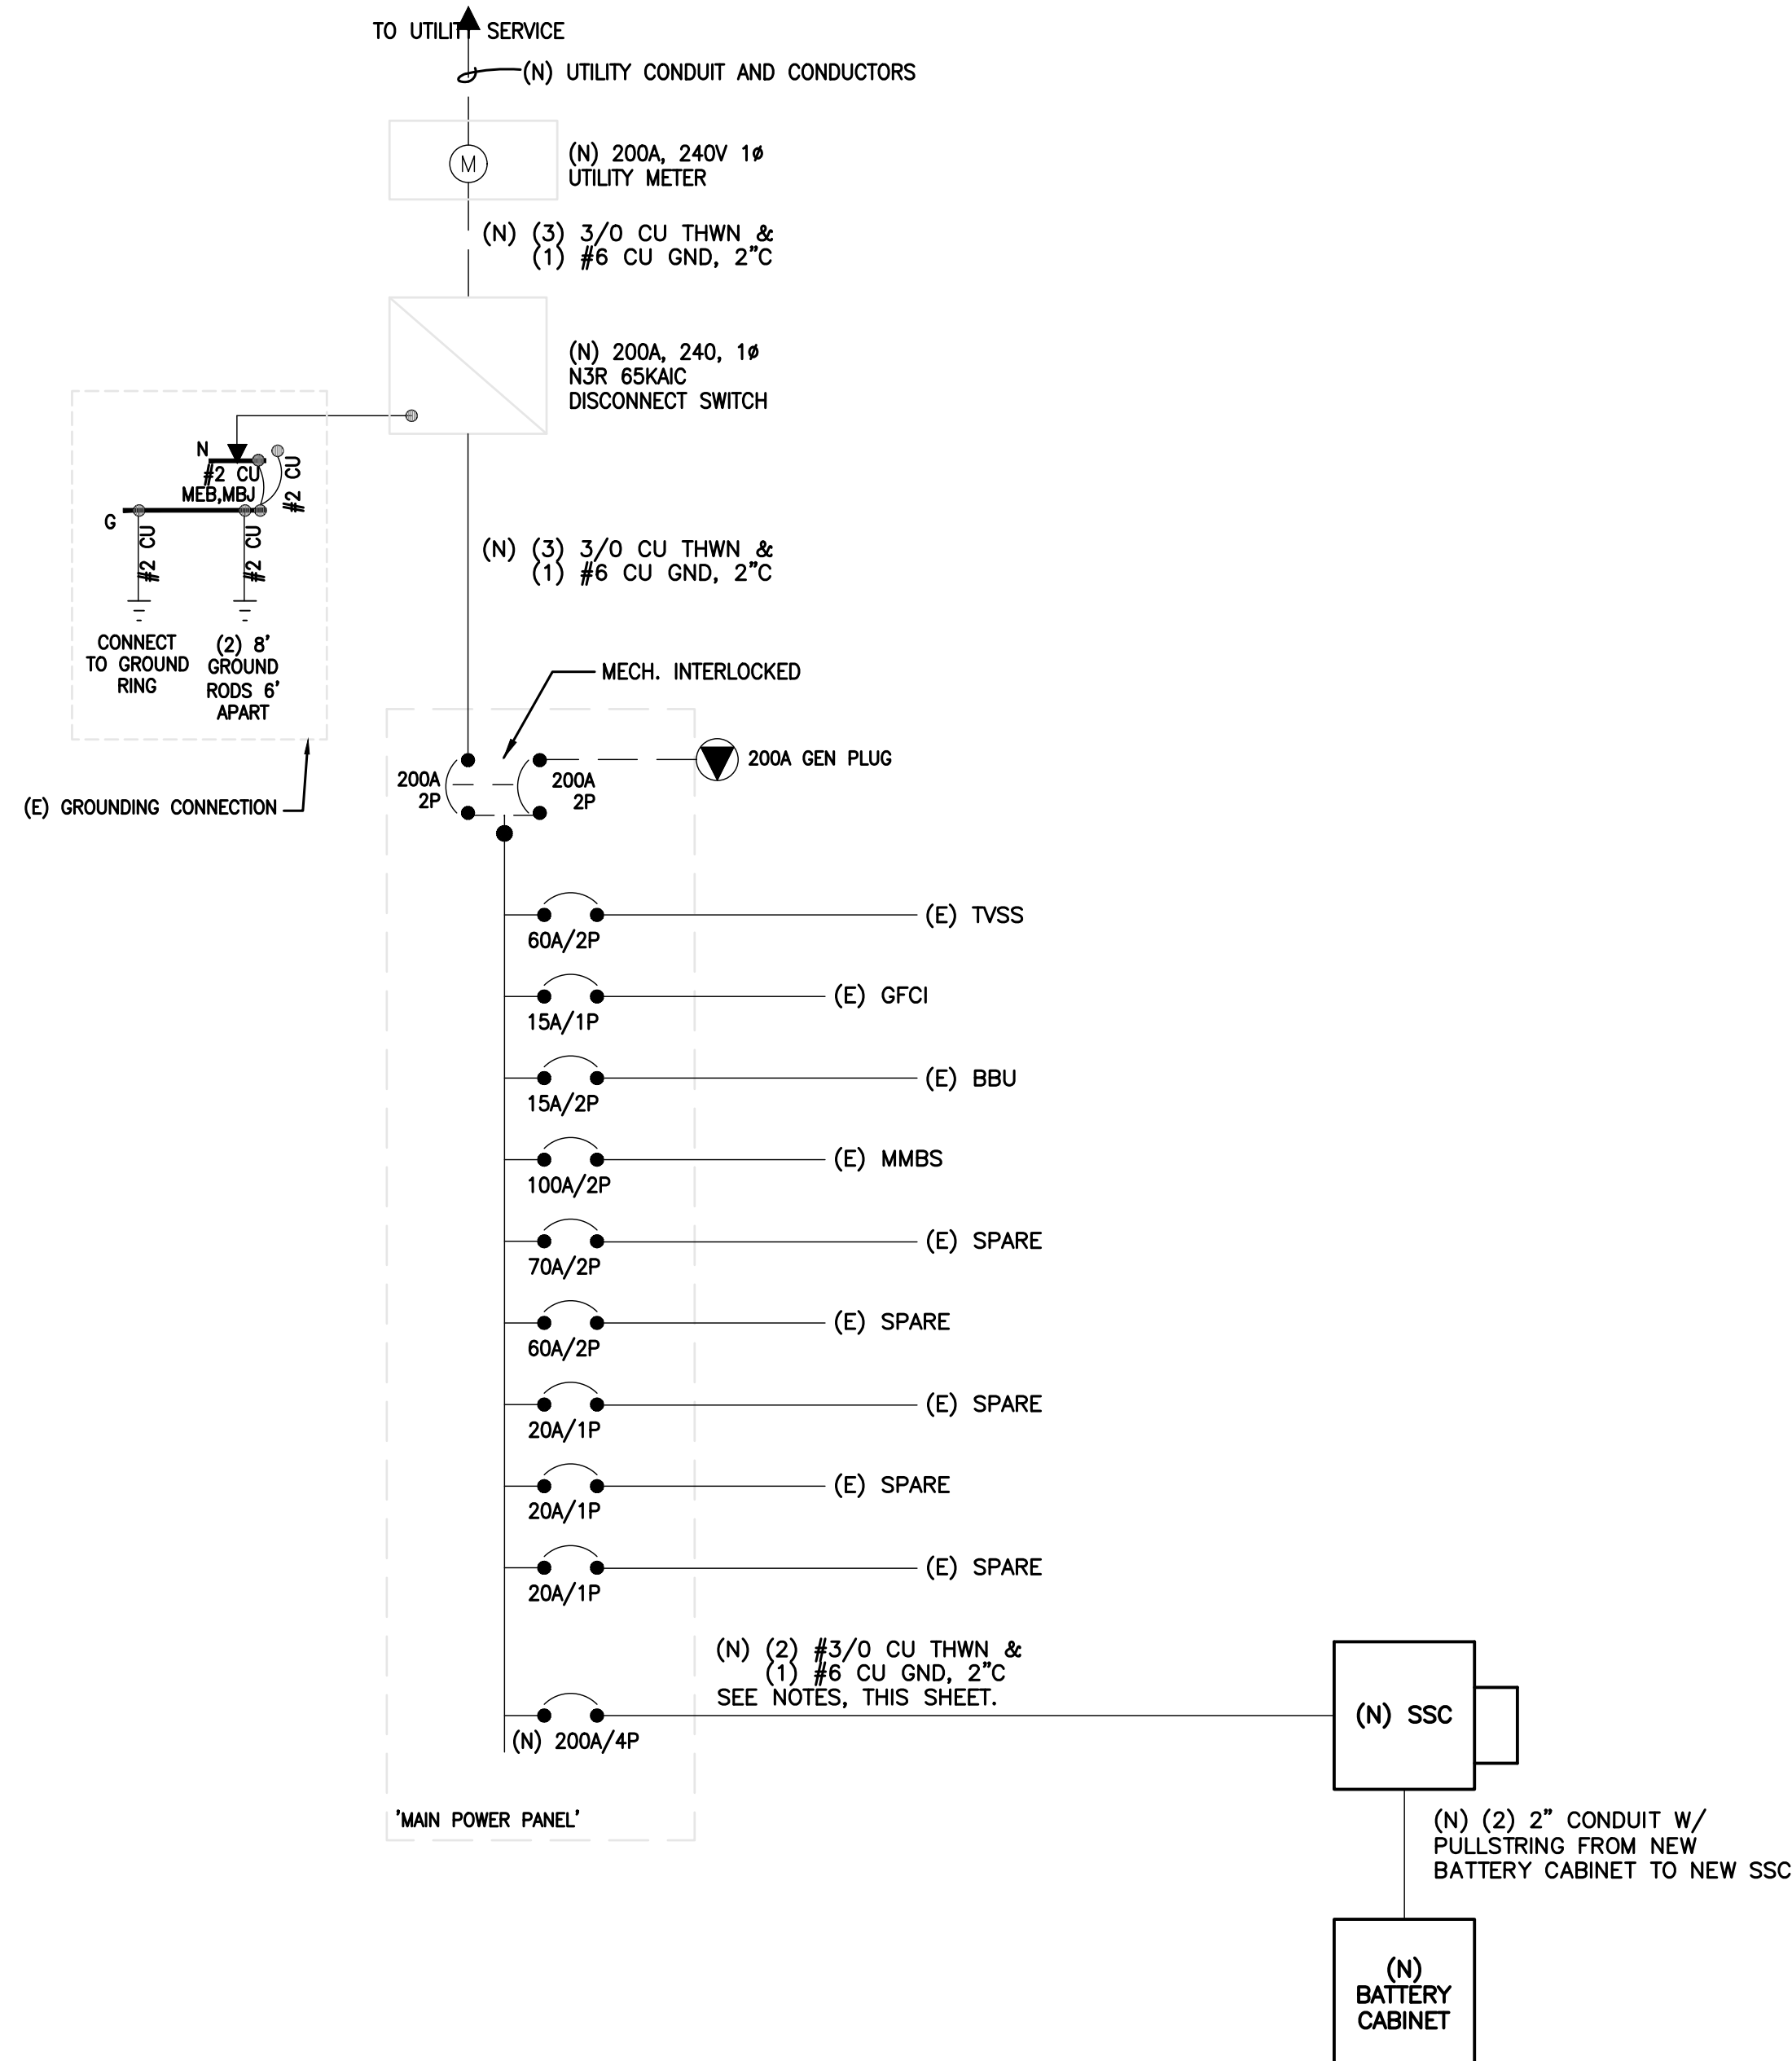 TO UTILITY SERVICE
(N) UTILITY CONDUIT AND CONDUCTORS
M
(N) 200A, 240V 1ø
UTILITY METER
(N) (3) 3/0 CU THWN &
(1) #6 CU GND, 2"C
(N) 200A, 240, 1ø
N3R 65KAIC
DISCONNECT SWITCH
N
#2 CU
MEB,MBJ
#2 CU
G
#2 CU
#2 CU
CONNECT
TO GROUND
RING
(2) 8'
GROUND
RODS 6'
APART
(E) GROUNDING CONNECTION
(N) (3) 3/0 CU THWN &
(1) #6 CU GND, 2"C
MECH. INTERLOCKED
200A
2P
200A
2P
200A GEN PLUG
(E) TVSS
60A/2P
(E) GFCI
15A/1P
(E) BBU
15A/2P
(E) MMBS
100A/2P
(E) SPARE
70A/2P
(E) SPARE
60A/2P
(E) SPARE
20A/1P
(E) SPARE
20A/1P
(E) SPARE
20A/1P
(N) (2) #3/0 CU THWN &
(1) #6 CU GND, 2"C
SEE NOTES, THIS SHEET.
(N) 200A/4P
(N) SSC
'MAIN POWER PANEL'
(N) (2) 2" CONDUIT W/
PULLSTRING FROM NEW
BATTERY CABINET TO NEW SSC
(N)
BATTERY
CABINET